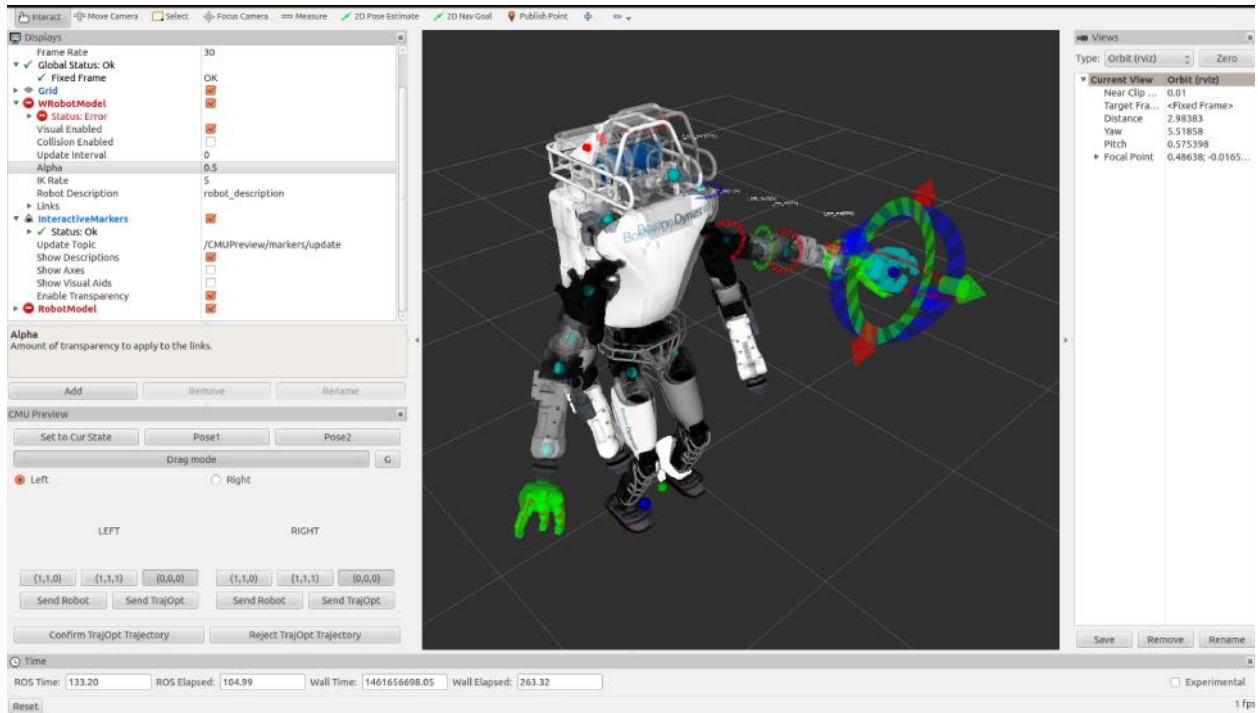 Interact Move Camera Select Focus Camera Measure 2D Pose Estimate 2D Nav Goal Publish Point
Displays
Frame Rate 30
Global Status: Ok
Fixed Frame OK
Grid
WRobotModel
Status: Error
Visual Enabled
Collision Enabled
Update Interval 0
Alpha 0.5
IK Rate 5
Robot Description robot_description
Links
InteractiveMarkers
Status: Ok
Update Topic /CMUPreview/markers/update
Show Descriptions
Show Axes
Show Visual Aids
Enable Transparency
RobotModel
Alpha
Amount of transparency to apply to the links.
Add Remove Rename
CMU Preview
Set to Cur State Pose1 Pose2
Drag mode G
Left Right
LEFT RIGHT
(1,1,0) (1,1,1) (0,0,0) (1,1,0) (1,1,1) (0,0,0)
Send Robot Send TrajOpt Send Robot Send TrajOpt
Confirm TrajOpt Trajectory Reject TrajOpt Trajectory
Views
Type: Orbit (rviz) Zero
Current View Orbit (rviz)
Near Clip ... 0.01
Target Fra... <Fixed Frame>
Distance 2.98383
Yaw 5.51858
Pitch 0.575398
Focal Point 0.48638; -0.0165...
Save Remove Rename
Time
ROS Time: 133.20 ROS Elapsed: 104.99 Wall Time: 1461656698.05 Wall Elapsed: 263.32 Experimental
Reset 1 fps